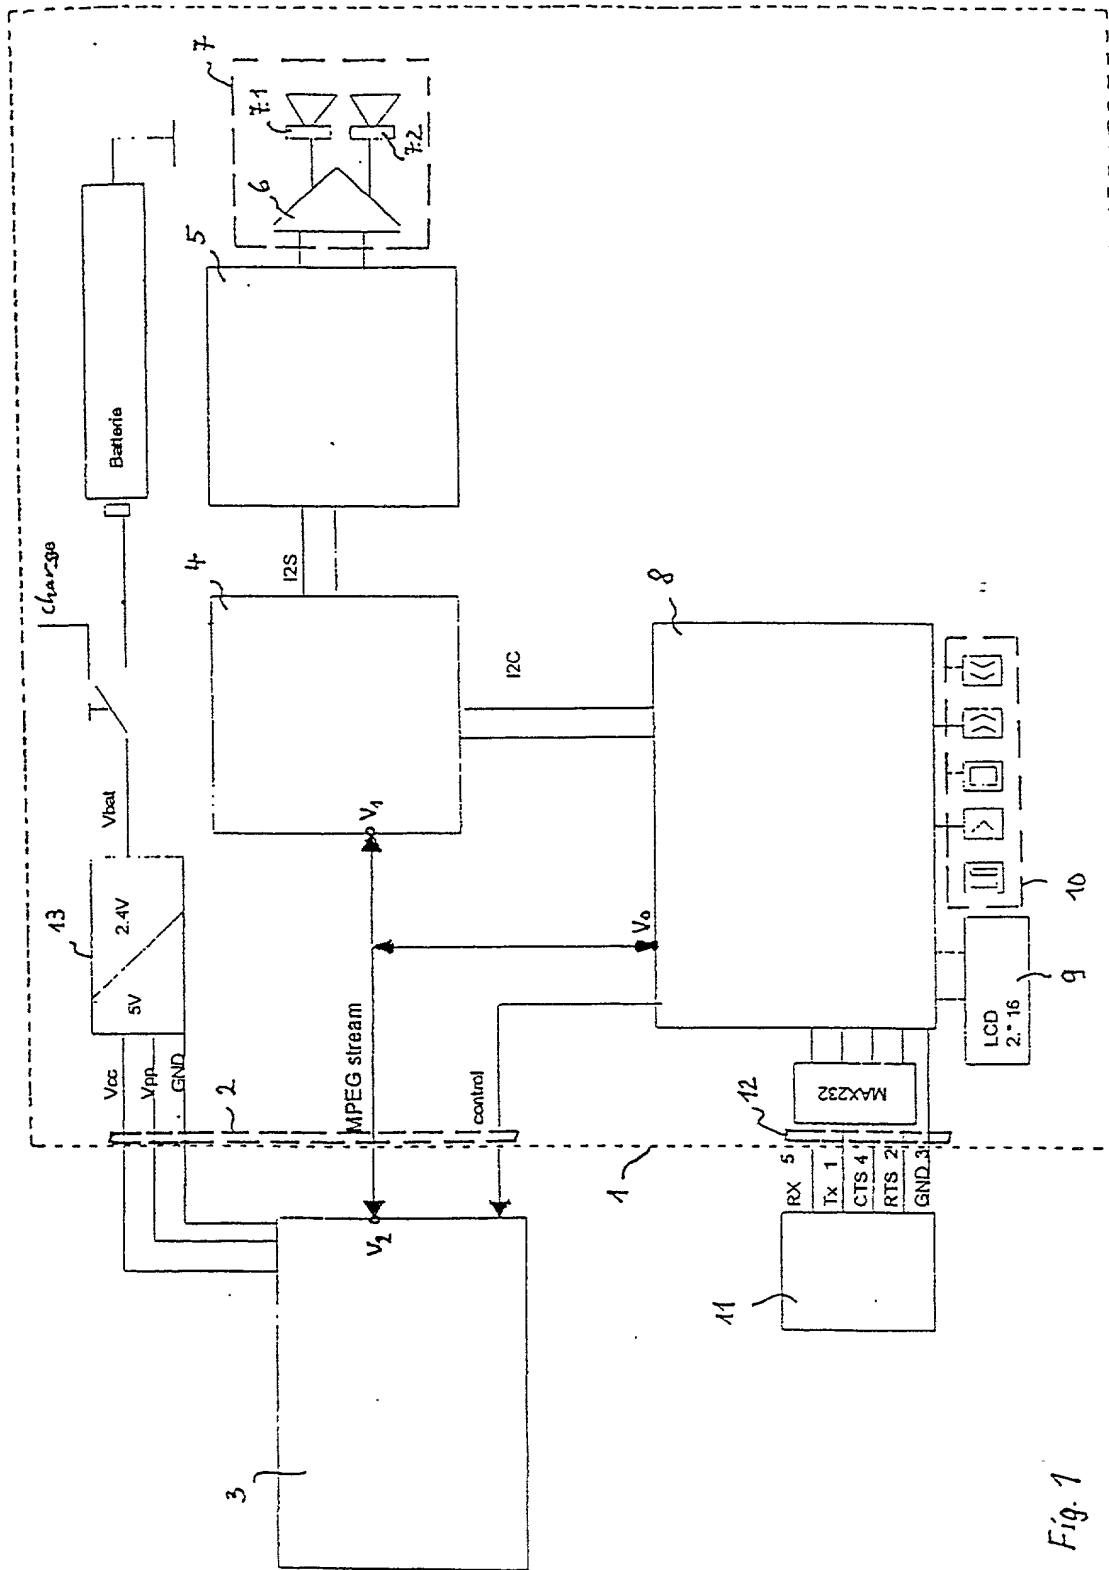 7
7.1
7.2
6
5
Batterie
charge
I2S
4
8
I2C
Vbat
V1
13
2.4V
5V
V0
10
9
LCD
2.* 16
Vcc
Vpp
GND
MPEG stream
control
MAX232
2
12
1
RX 5
Tx 1
CTS 4
RTS 2
GND 3
V2
11
3
Fig. 1